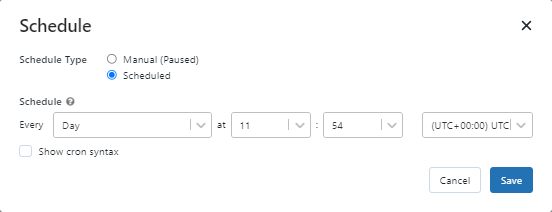 Schedule
Schedule Type
Manual (Paused)
Scheduled
Schedule
Every Day at 11 : 54 (UTC+00:00) UTC
Show cron syntax
Cancel Save